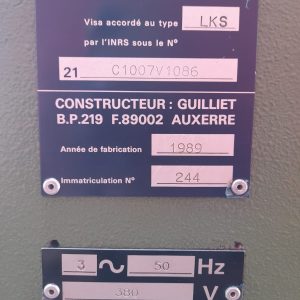 Visa accordé au type LKS
par l'INRS sous le N°
21 C1007V1086
CONSTRUCTEUR : GUILLIET
B.P.219 F.89002 AUXERRE
Année de fabrication 1989
Immatriculation N° 244
3 ~ 50 Hz
380 V